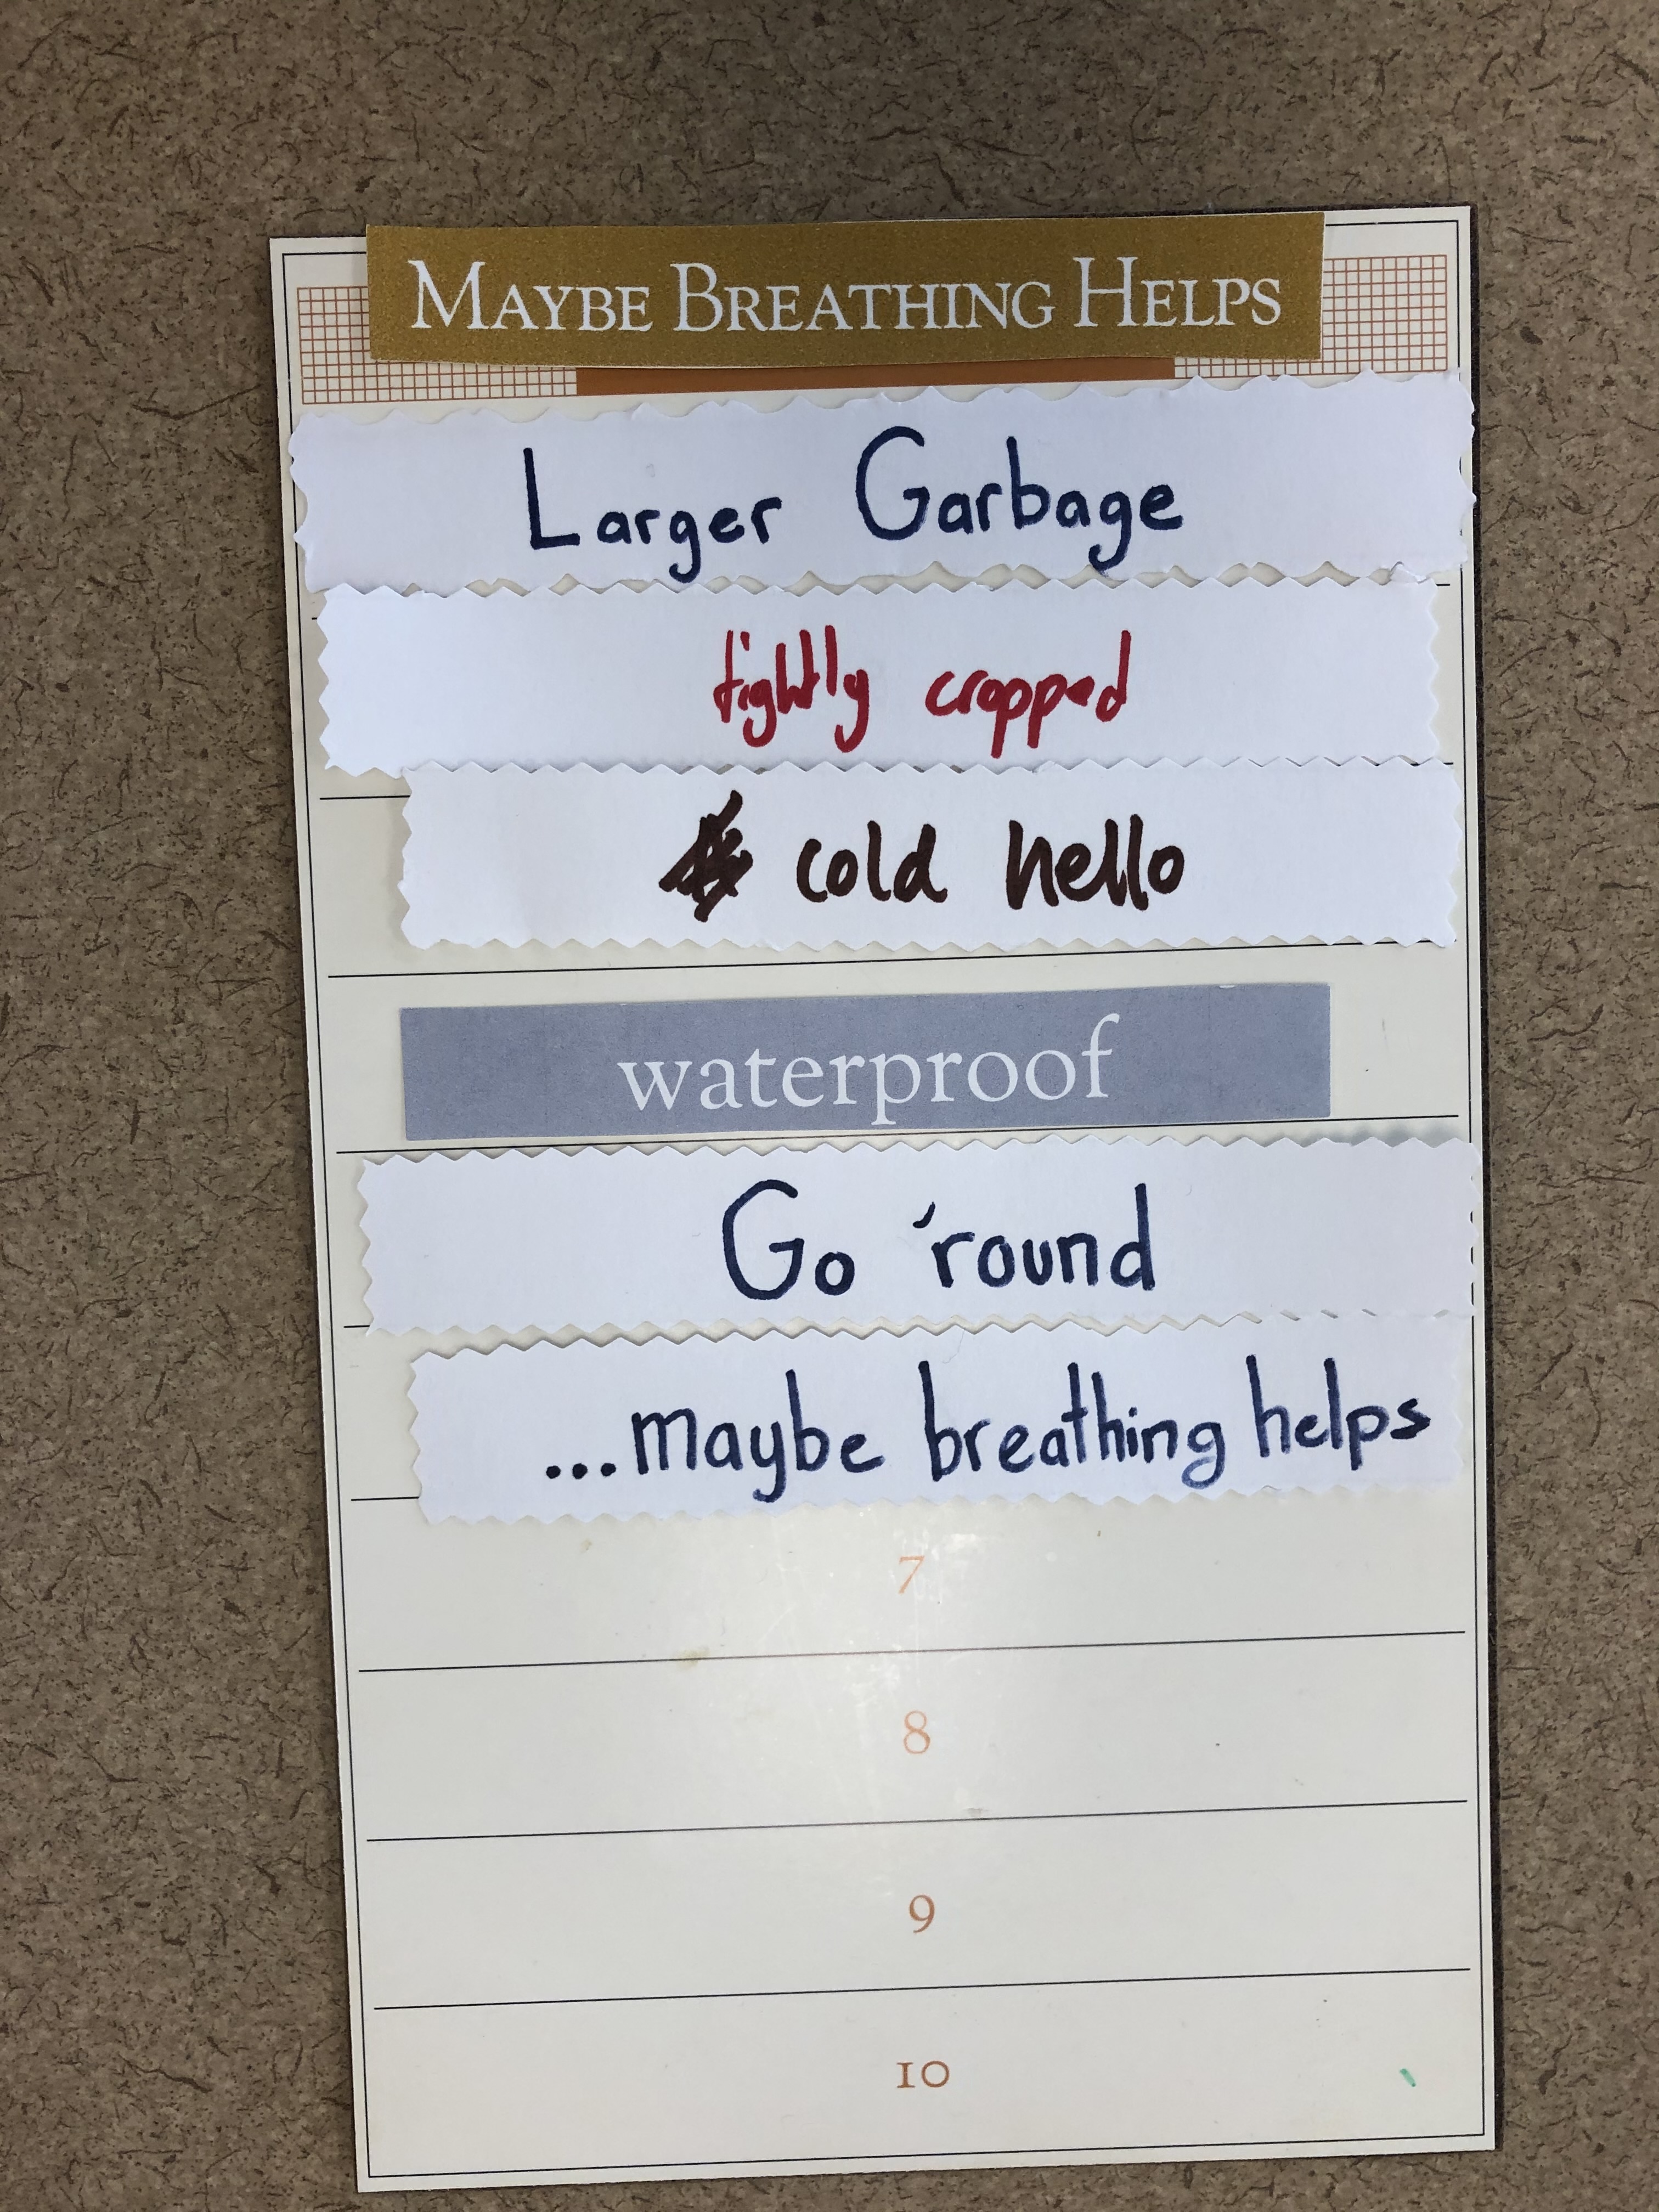 MAYBE BREATHING HELPS
Larger Garbage
tightly cropped
cold hello
waterproof
Go 'round
...maybe breathing helps
7
8
9
10